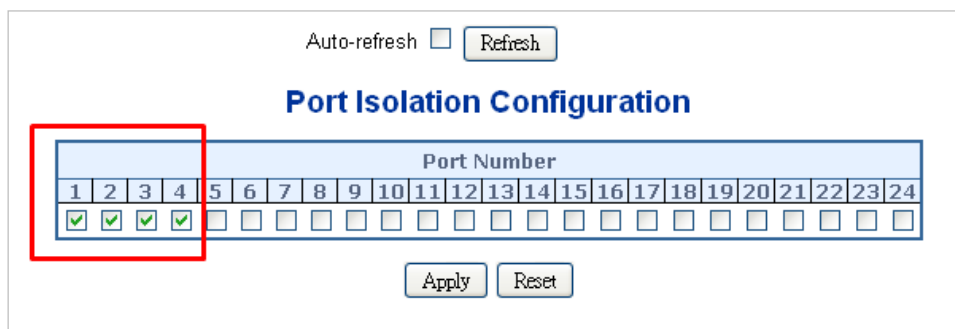 Auto-refresh Refresh
Port Isolation Configuration
Port Number
1 2 3 4 5 6 7 8 9 10 11 12 13 14 15 16 17 18 19 20 21 22 23 24
Apply Reset